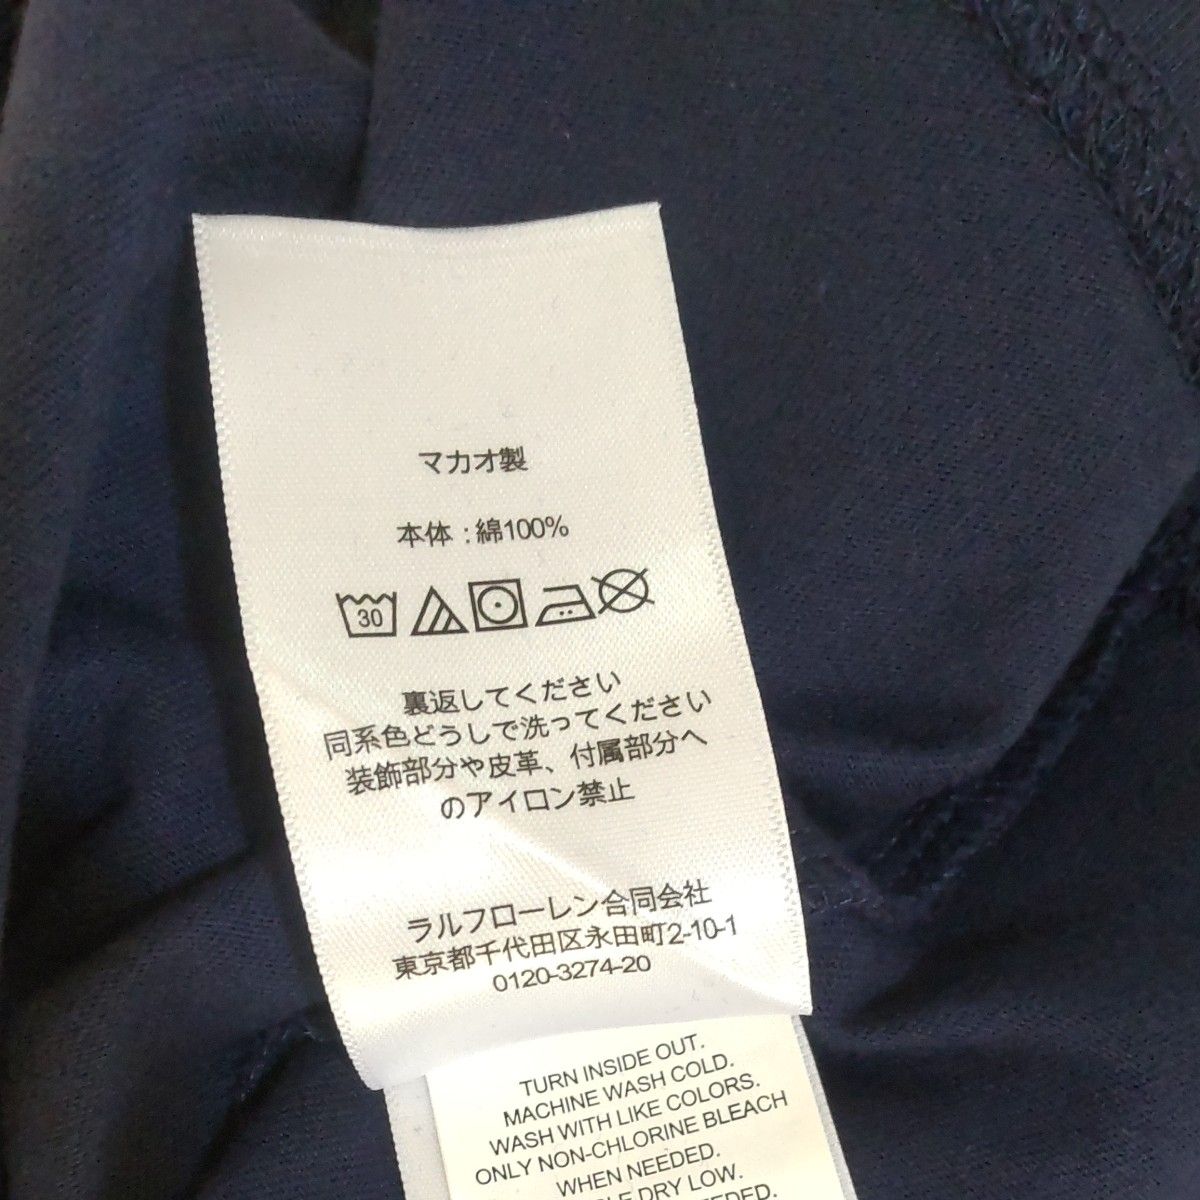 マカオ製
本体 : 綿100%
30
裏返してください
同系色どうしで洗ってください
装飾部分や皮革、付属部分へ
のアイロン禁止
ラルフローレン合同会社
東京都千代田区永田町2-10-1
0120-3274-20
TURN INSIDE OUT.
MACHINE WASH COLD.
WASH WITH LIKE COLORS.
ONLY NON-CHLORINE BLEACH
WHEN NEEDED.
DRY LOW.